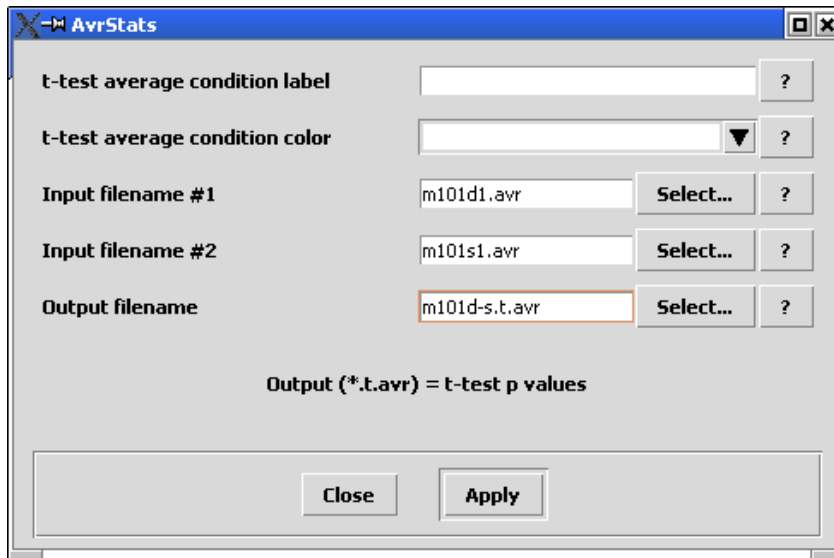 AvrStats
t-test average condition label ?
t-test average condition color ?
Input filename #1 m101d1.avr Select... ?
Input filename #2 m101s1.avr Select... ?
Output filename m101d-s.t.avr Select... ?
Output (*.t.avr) = t-test p values
Close Apply